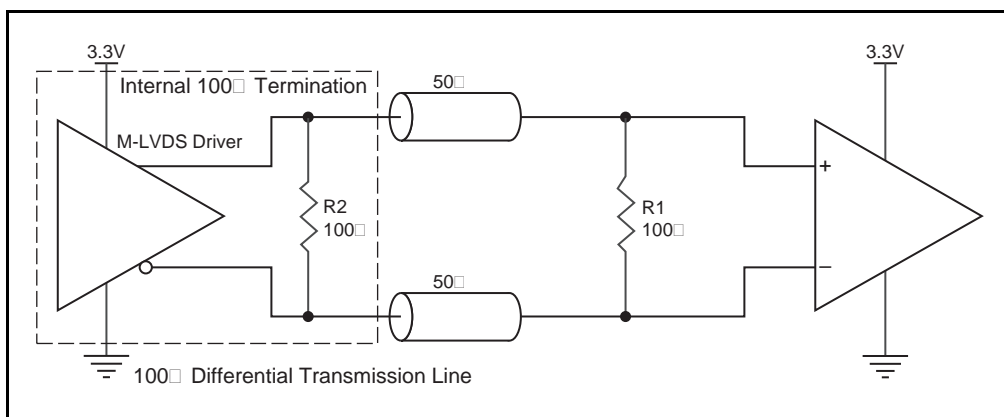 3.3V
3.3V
Internal 100□ Termination
50□
M-LVDS Driver
R2
100□
R1
100□
+
−
50□
100□ Differential Transmission Line